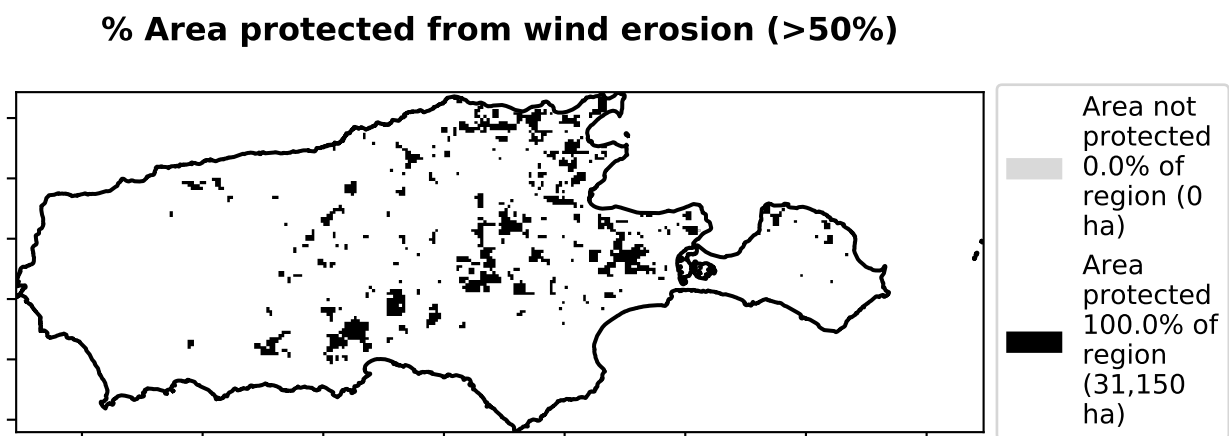 % Area protected from wind erosion (>50%)
Area not
protected
0.0% of
region (0
ha)
Area
protected
100.0% of
region
(31,150
ha)